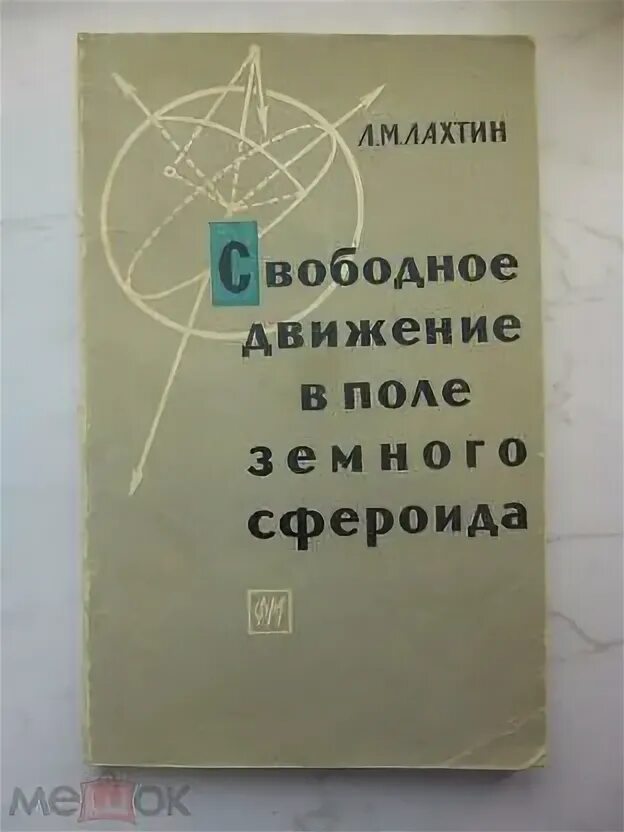 Л.М.ЛАХТИН
Свободное
движение
в поле
земного
сфероида
ФМ
мешок